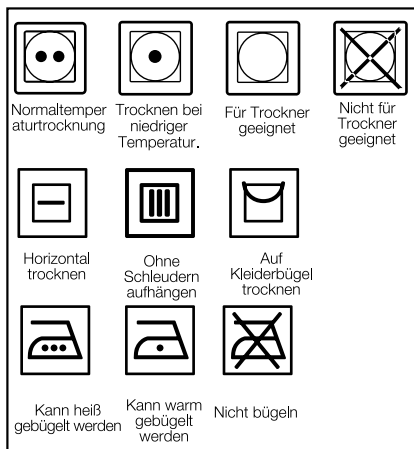 Normaltemper
aturtrocknung
Trocknen bei
niedriger
Temperatur.
Für Trockner
geeignet
Nicht für
Trockner
geeignet
Horizontal
trocknen
Ohne
Schleudern
aufhängen
Auf
Kleiderbügel
trocknen
Kann heiß
gebügelt werden
Kann warm
gebügelt
werden
Nicht bügeln